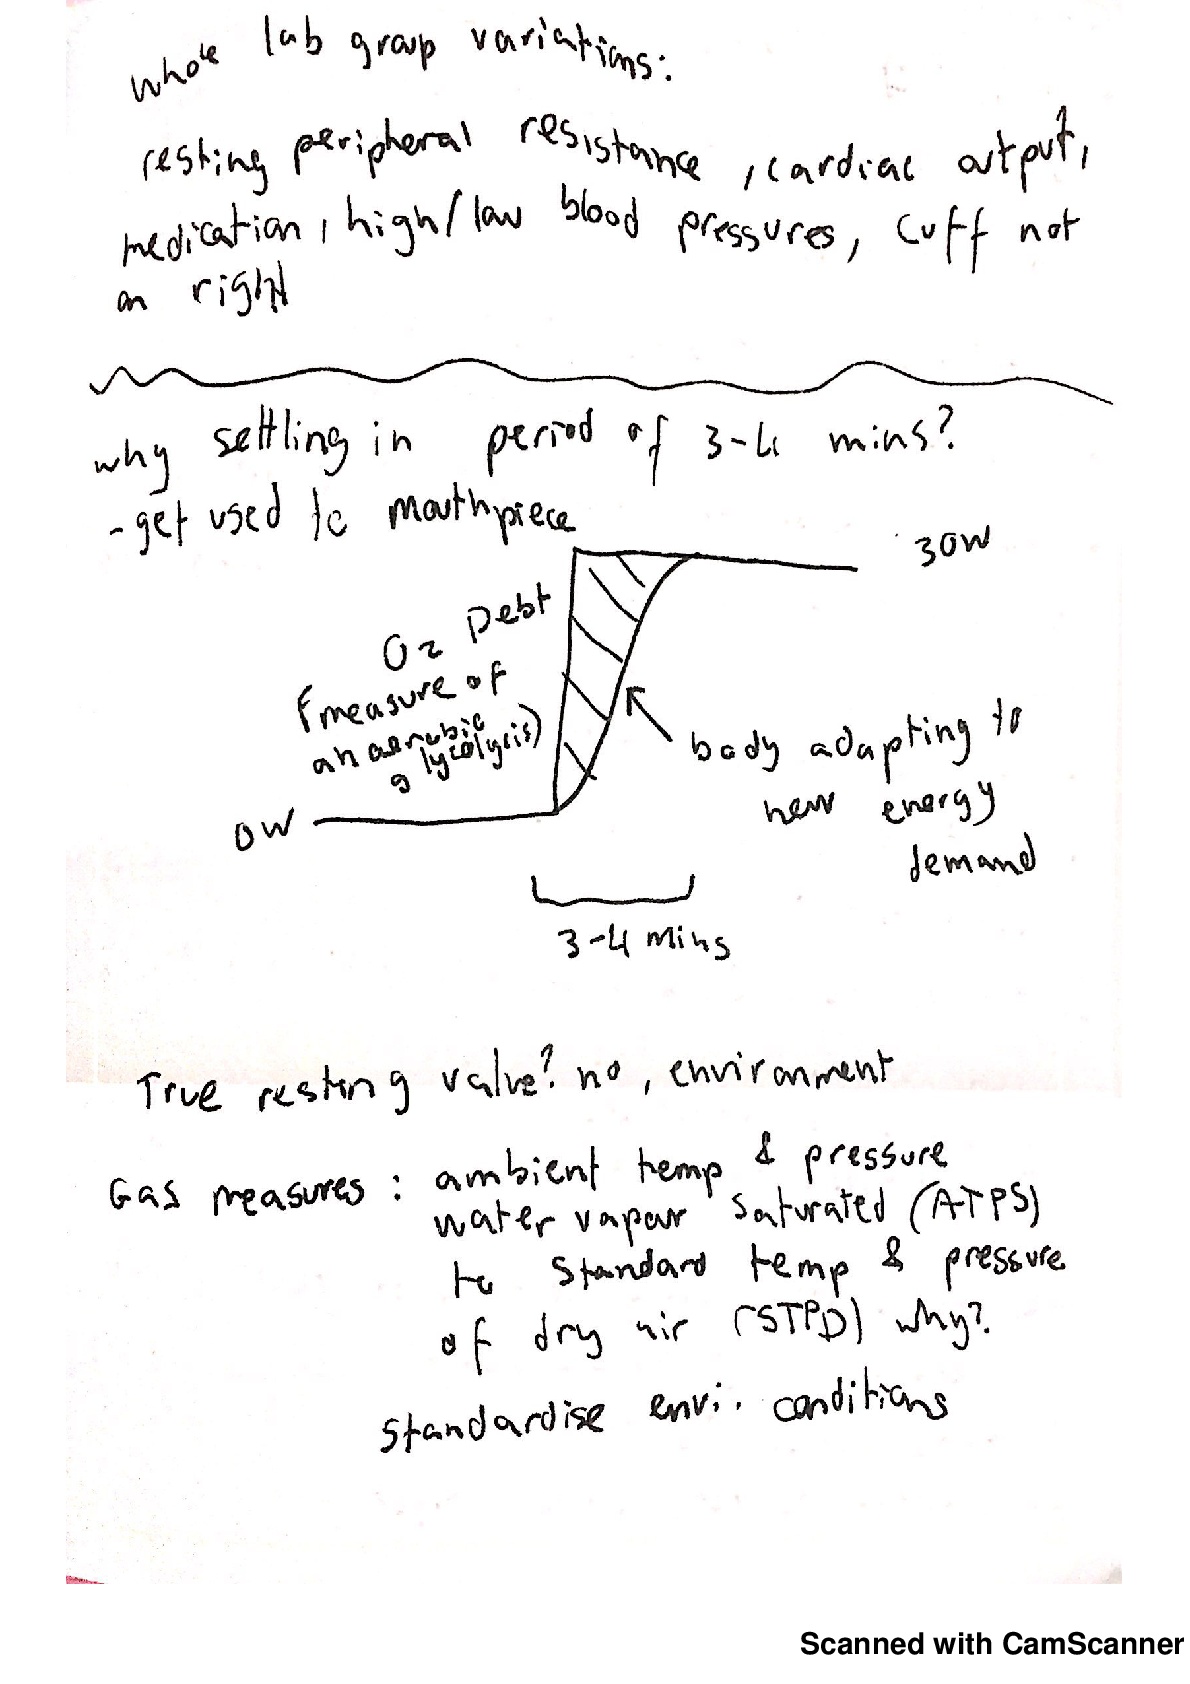 whole lab group variations:
resting peripheral resistance, cardiac output,
medication, high/low blood pressures, cuff not
on right
why settling in period of 3-4 mins?
- get used to mouthpiece
30W
O2 Debt
(measure of
anaerobic
glycolysis)
body adapting to
new energy
demand
0W
3-4 mins
True resting value? no, environment
Gas measures: ambient temp & pressure
water vapour saturated (ATPS)
to standard temp & pressure
of dry air (STPD) why?
standardise envi. conditions
Scanned with CamScanner